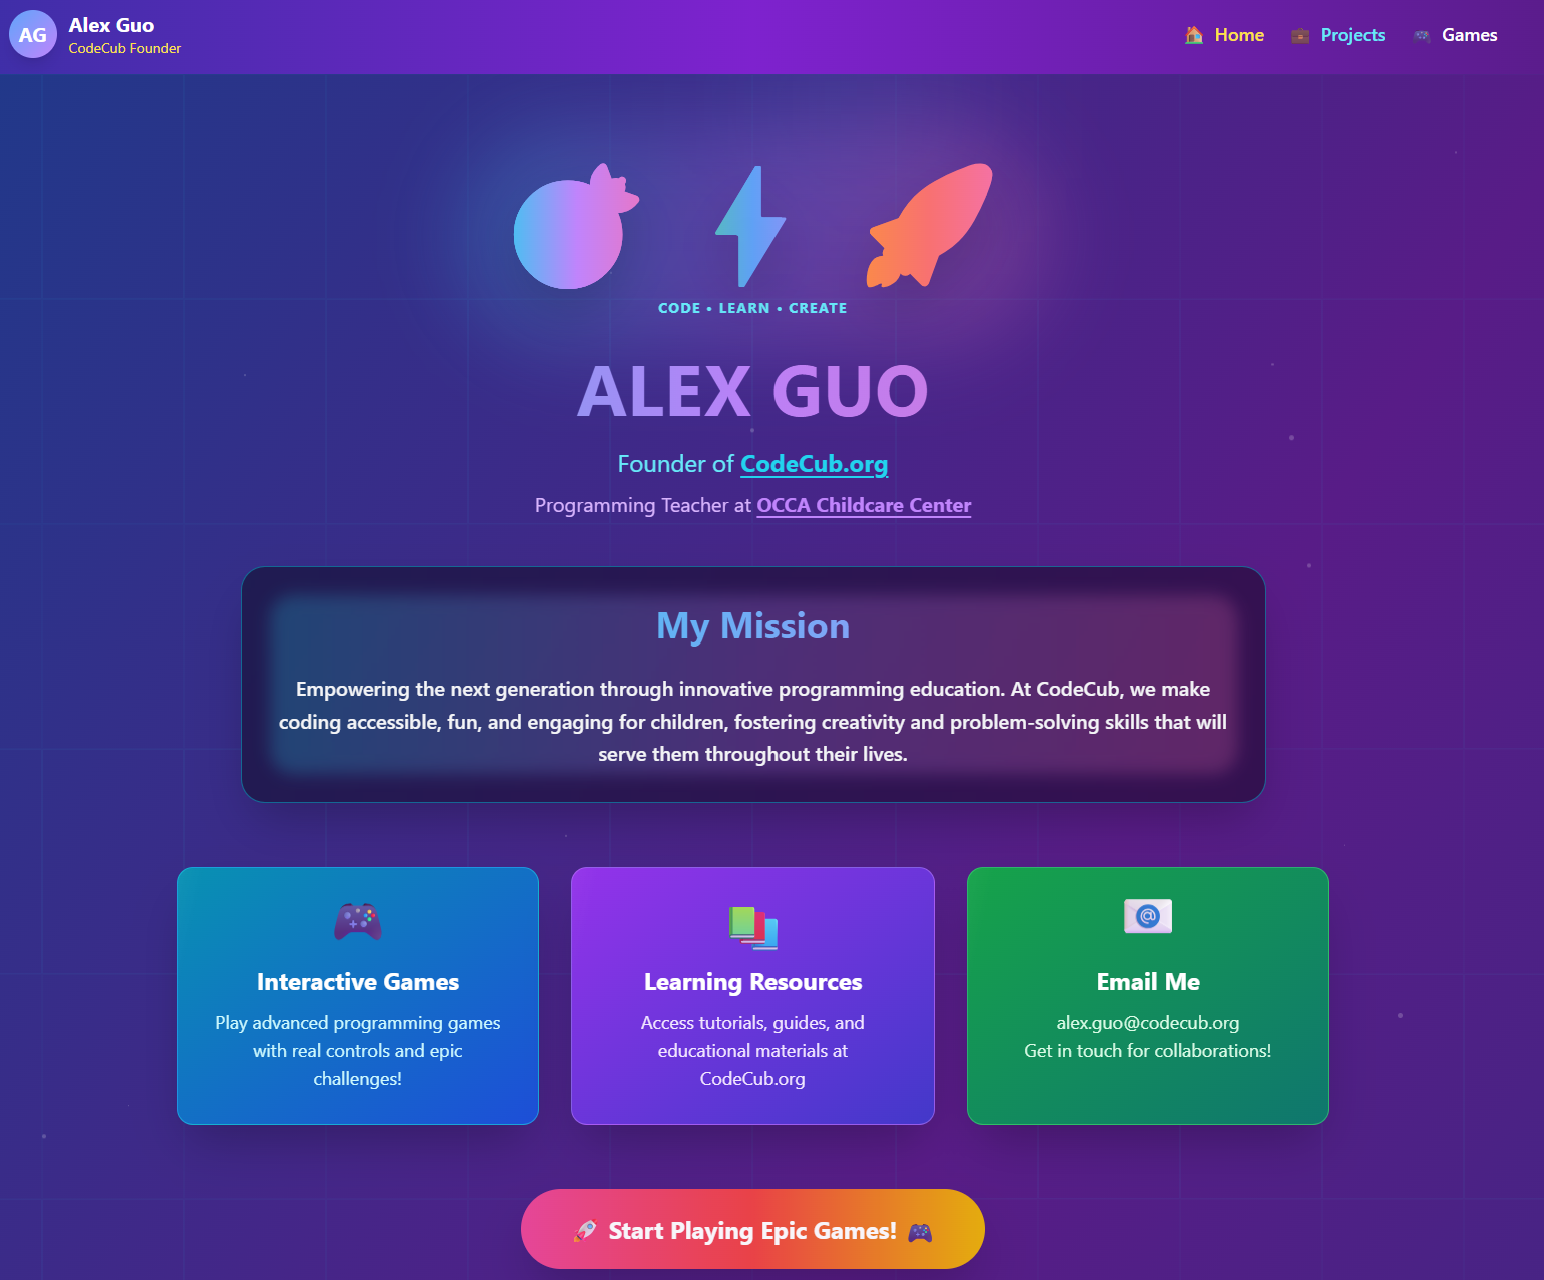 AG
Alex Guo
CodeCub Founder
Home
Projects
Games
CODE • LEARN • CREATE
ALEX GUO
Founder of CodeCub.org
Programming Teacher at OCCA Childcare Center
My Mission
Empowering the next generation through innovative programming education. At CodeCub, we make
coding accessible, fun, and engaging for children, fostering creativity and problem-solving skills that will
serve them throughout their lives.
Interactive Games
Play advanced programming games
with real controls and epic
challenges!
Learning Resources
Access tutorials, guides, and
educational materials at
CodeCub.org
Email Me
alex.guo@codecub.org
Get in touch for collaborations!
Start Playing Epic Games!